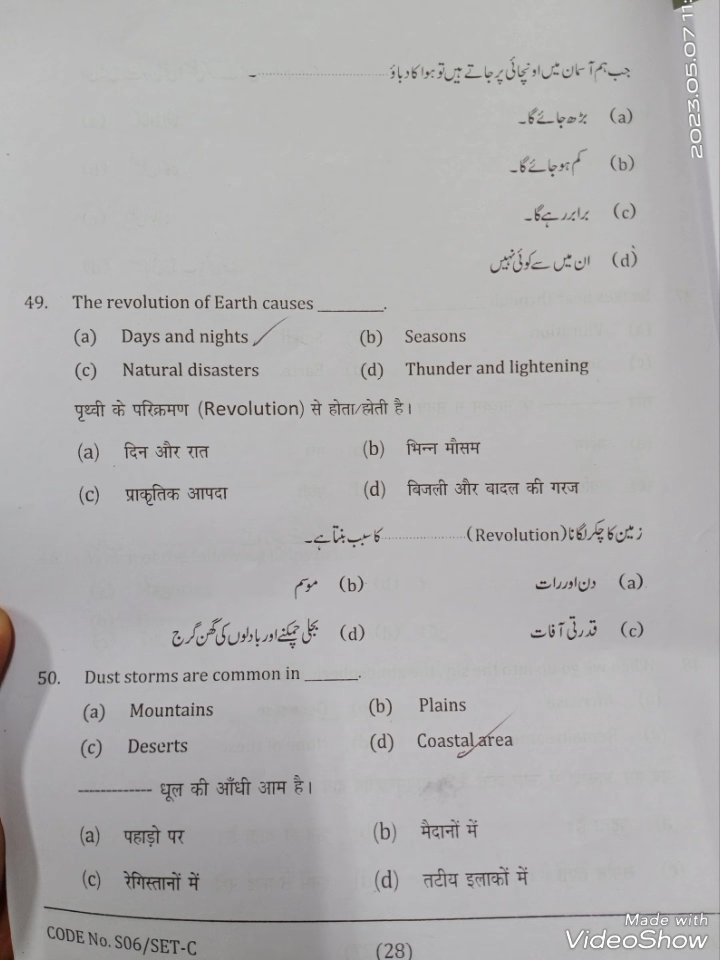 جب ہم آسمان میں اونچائی پر جاتے ہیں تو ہوا کا دباؤ ........................ ۔
(a) بڑھ جائے گا۔
(b) کم ہو جائے گا۔
(c) برابر رہے گا۔
(d) ان میں سے کوئی نہیں
49. The revolution of Earth causes ________.
(a) Days and nights (b) Seasons
(c) Natural disasters (d) Thunder and lightening
पृथ्वी के परिक्रमण (Revolution) से होता/होती है।
(a) दिन और रात (b) भिन्न मौसम
(c) प्राकृतिक आपदा (d) बिजली और बादल की गरज
زمین کا چکر لگانا (Revolution) ........................ کا سبب بنتا ہے۔
(a) دن اور رات (b) موسم
(c) قدرتی آفات (d) بجلی چمکنے اور بادلوں کی گھن گرج
50. Dust storms are common in _______.
(a) Mountains (b) Plains
(c) Deserts (d) Coastal area
------------- धूल की आँधी आम है।
(a) पहाड़ो पर (b) मैदानों में
(c) रेगिस्तानों में (d) तटीय इलाकों में
CODE No. S06/SET-C (28)
Made with
VideoShow